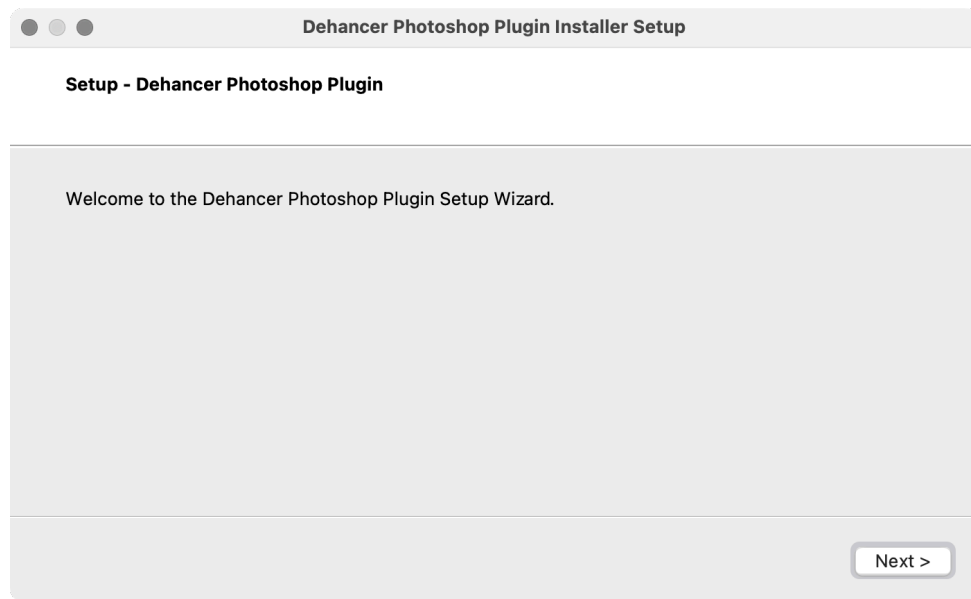 Dehancer Photoshop Plugin Installer Setup
Setup - Dehancer Photoshop Plugin
Welcome to the Dehancer Photoshop Plugin Setup Wizard.
Next >